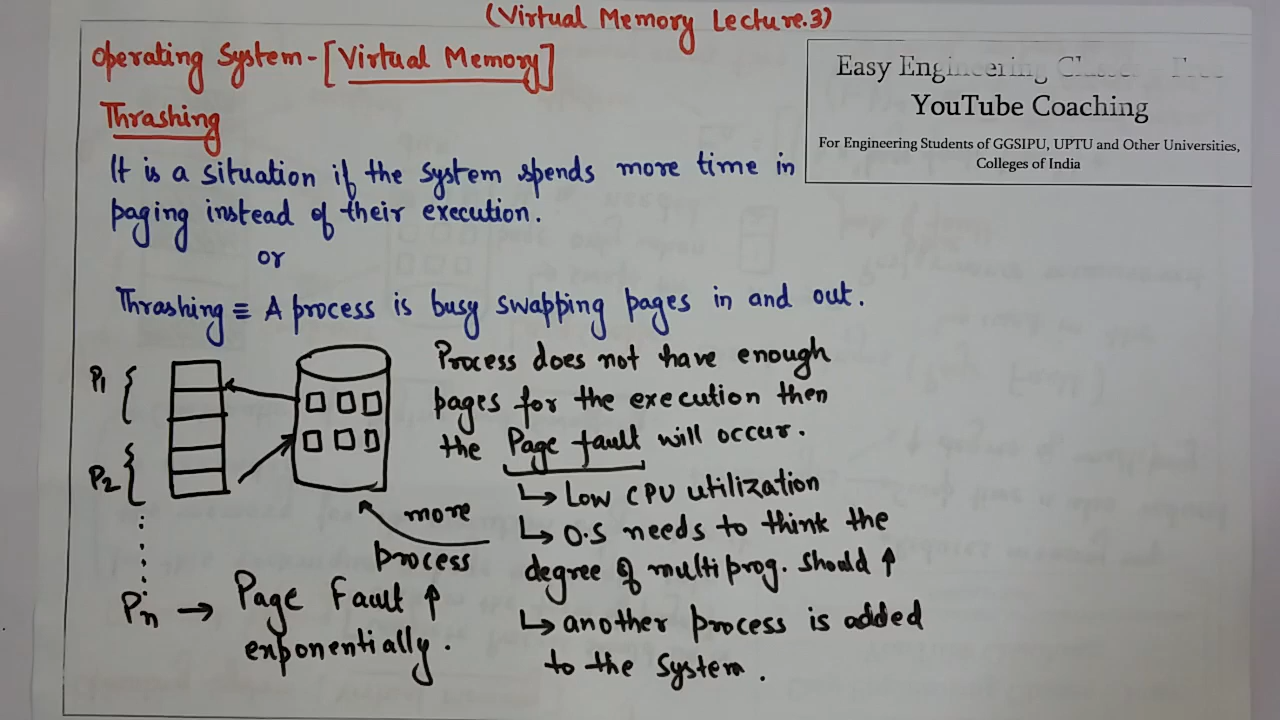 (Virtual Memory Lecture.3)
Operating System-[Virtual Memory]
Easy Engineering Classes - Free
YouTube Coaching
For Engineering Students of GGSIPU, UPTU and Other Universities,
Colleges of India
Thrashing
It is a situation if the system spends more time in
paging instead of their execution.
or
Thrashing ≡ A process is busy swapping pages in and out.
P1
P2
Process does not have enough
pages for the execution then
the Page fault will occur.
↳ Low CPU utilization
↳ O.S needs to think the
degree of multiprog. should ↑
↳ another process is added
to the system.
more
process
Pn → Page Fault ↑
exponentially.